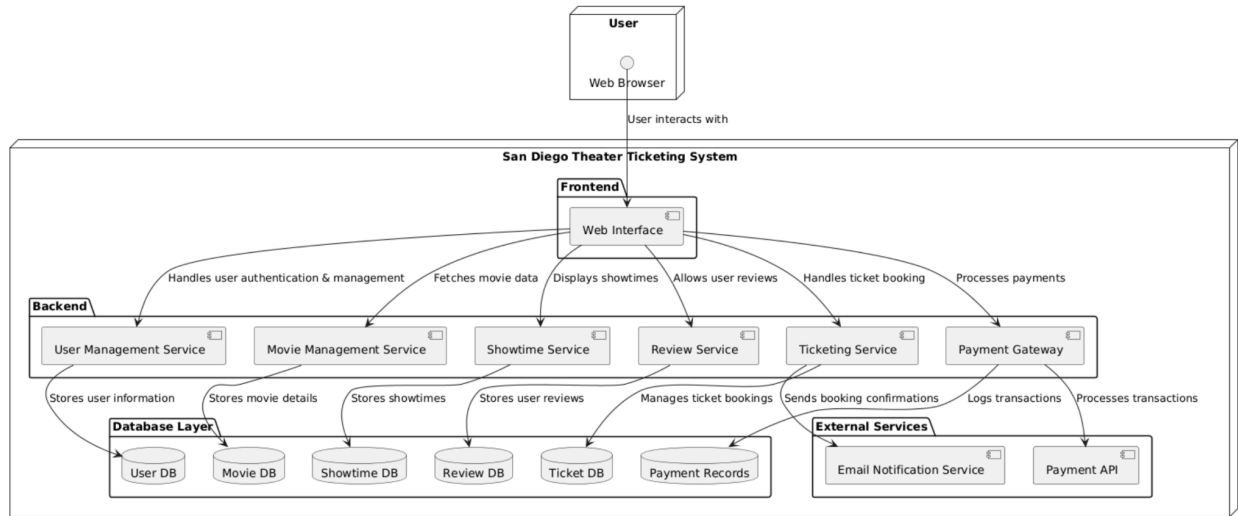 User
Web Browser
User interacts with
San Diego Theater Ticketing System
Frontend
Web Interface
Handles user authentication & management
Fetches movie data
Displays showtimes
Allows user reviews
Handles ticket booking
Processes payments
Backend
User Management Service
Movie Management Service
Showtime Service
Review Service
Ticketing Service
Payment Gateway
Stores user information
Stores movie details
Stores showtimes
Stores user reviews
Manages ticket bookings
Sends booking confirmations
Logs transactions
Processes transactions
Database Layer
User DB
Movie DB
Showtime DB
Review DB
Ticket DB
Payment Records
External Services
Email Notification Service
Payment API